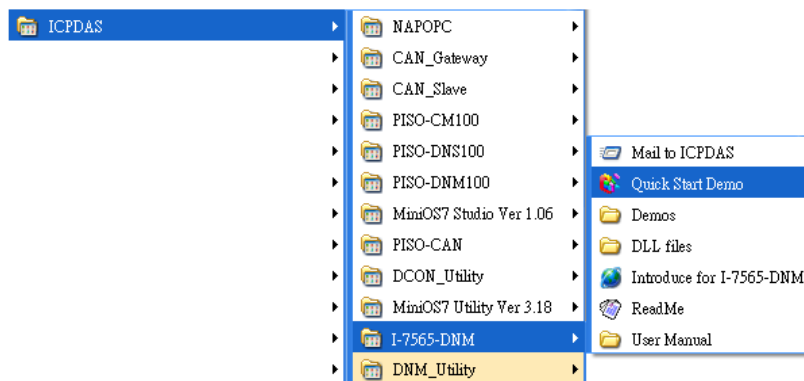 ICPDAS
NAPOPC
CAN_Gateway
CAN_Slave
PISO-CM100
PISO-DNS100
PISO-DNM100
MiniOS7 Studio Ver 1.06
PISO-CAN
DCON_Utility
MiniOS7 Utility Ver 3.18
I-7565-DNM
DNM_Utility
Mail to ICPDAS
Quick Start Demo
Demos
DLL files
Introduce for I-7565-DNM
ReadMe
User Manual